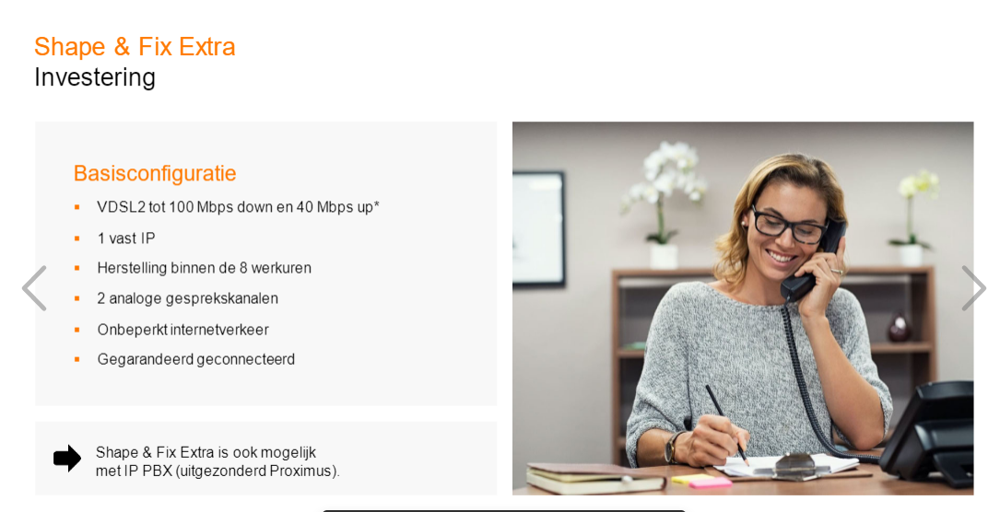 Shape & Fix Extra
Investering
Basisconfiguratie
VDSL2 tot 100 Mbps down en 40 Mbps up*
1 vast IP
Herstelling binnen de 8 werkuren
2 analoge gesprekskanalen
Onbeperkt internetverkeer
Gegarandeerd geconnecteerd
Shape & Fix Extra is ook mogelijk
met IP PBX (uitgezonderd Proximus).